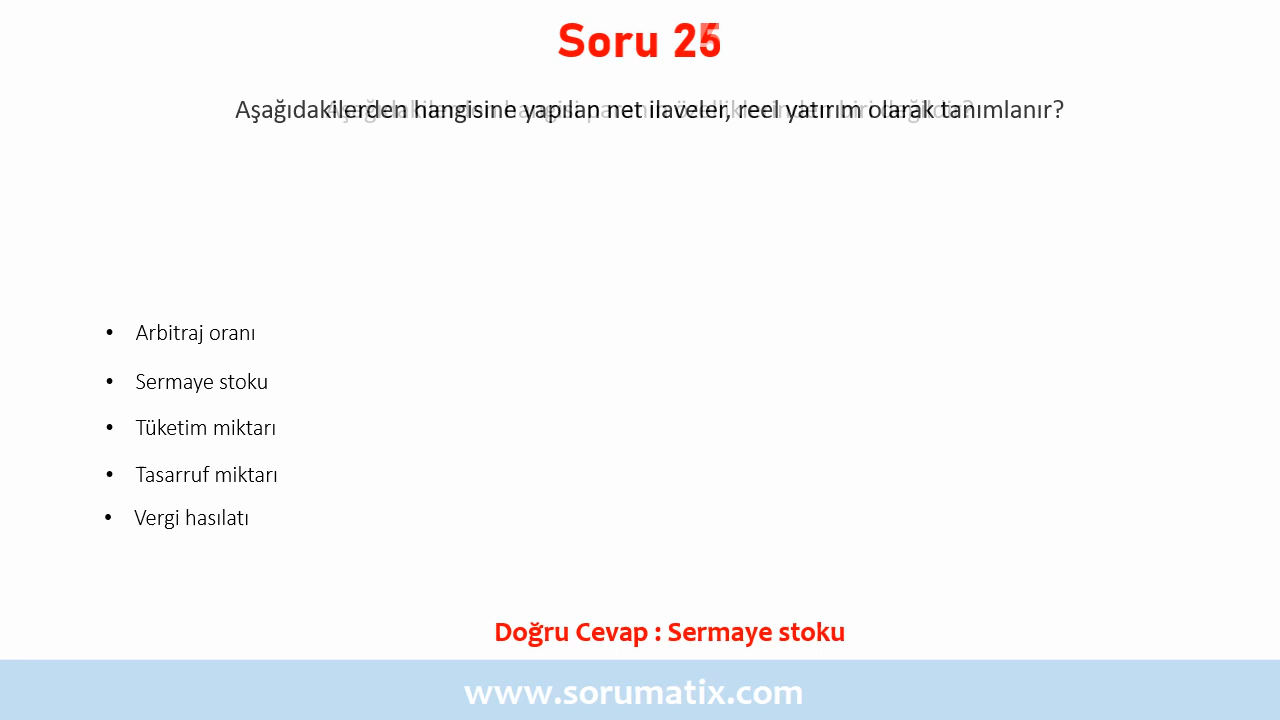 Soru 25
Aşağıdakilerden hangisine yapılan net ilaveler, reel yatırım olarak tanımlanır?
• Arbitraj oranı
• Sermaye stoku
• Tüketim miktarı
• Tasarruf miktarı
• Vergi hasılatı
Doğru Cevap : Sermaye stoku
www.sorumatix.com